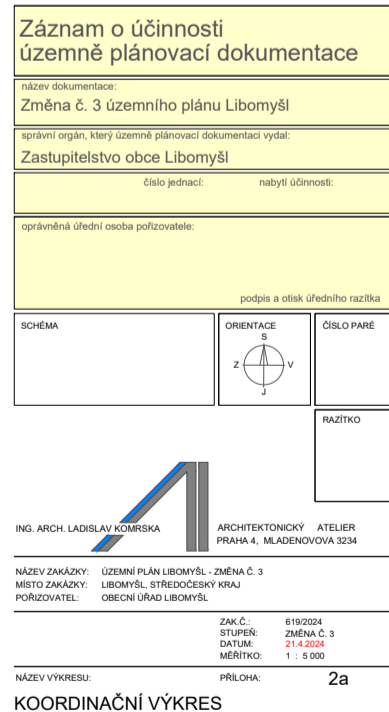 Záznam o účinnosti
územně plánovací dokumentace
název dokumentace:
Změna č. 3 územního plánu Libomyšl
správní orgán, který územně plánovací dokumentaci vydal:
Zastupitelstvo obce Libomyšl
číslo jednací: nabytí účinnosti:
oprávněná úřední osoba pořizovatele:
podpis a otisk úředního razítka
SCHÉMA ORIENTACE ČÍSLO PARÉ
S
Z V
J
RAZÍTKO
ING. ARCH. LADISLAV KOMRSKA ARCHITEKTONICKÝ ATELIER
PRAHA 4, MLADENOVOVA 3234
NÁZEV ZAKÁZKY: ÚZEMNÍ PLÁN LIBOMYŠL - ZMĚNA Č. 3
MÍSTO ZAKÁZKY: LIBOMYŠL, STŘEDOČESKÝ KRAJ
POŘIZOVATEL: OBECNÍ ÚŘAD LIBOMYŠL
ZAK.Č.: 619/2024
STUPEŇ: ZMĚNA Č. 3
DATUM: 21.4.2024
MĚŘÍTKO: 1 : 5 000
NÁZEV VÝKRESU: PŘÍLOHA: 2a
KOORDINAČNÍ VÝKRES